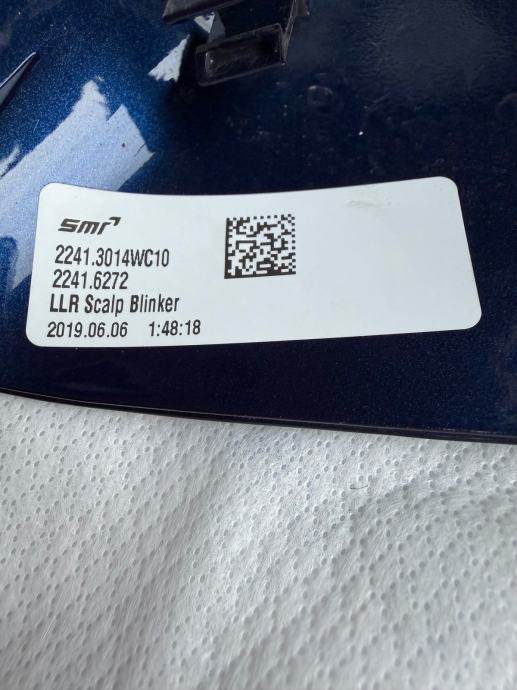 smr
2241.3014WC10
2241.6272
LLR Scalp Blinker
2019.06.06 1:48:18